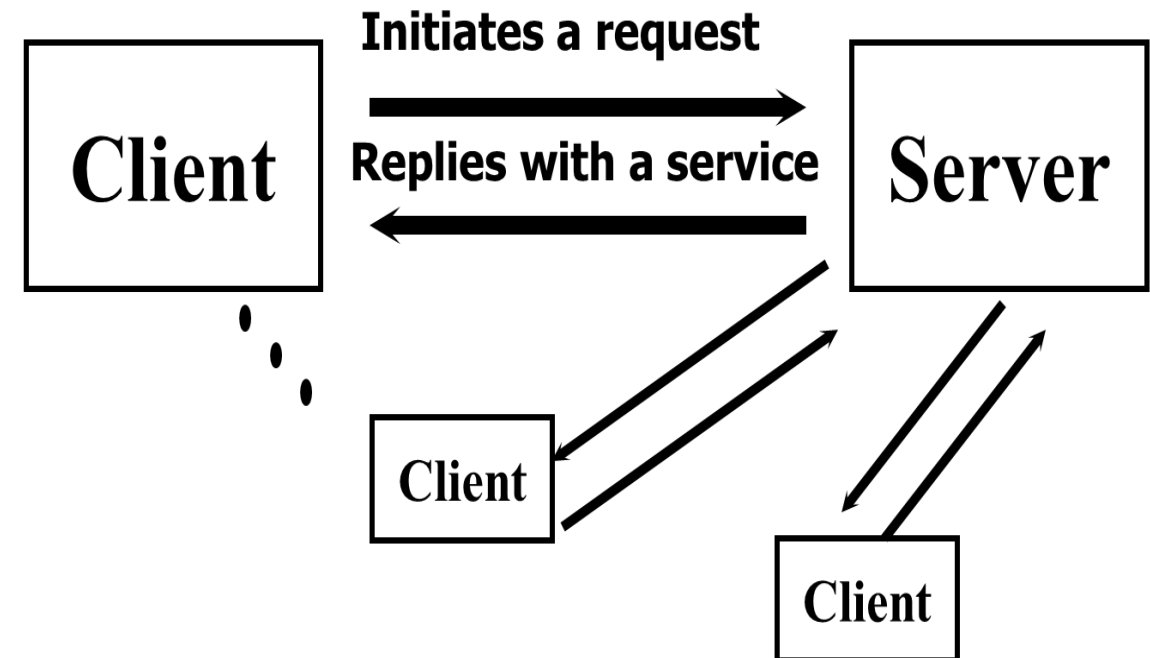 Initiates a request
Client
Server
Replies with a service
Client
Client